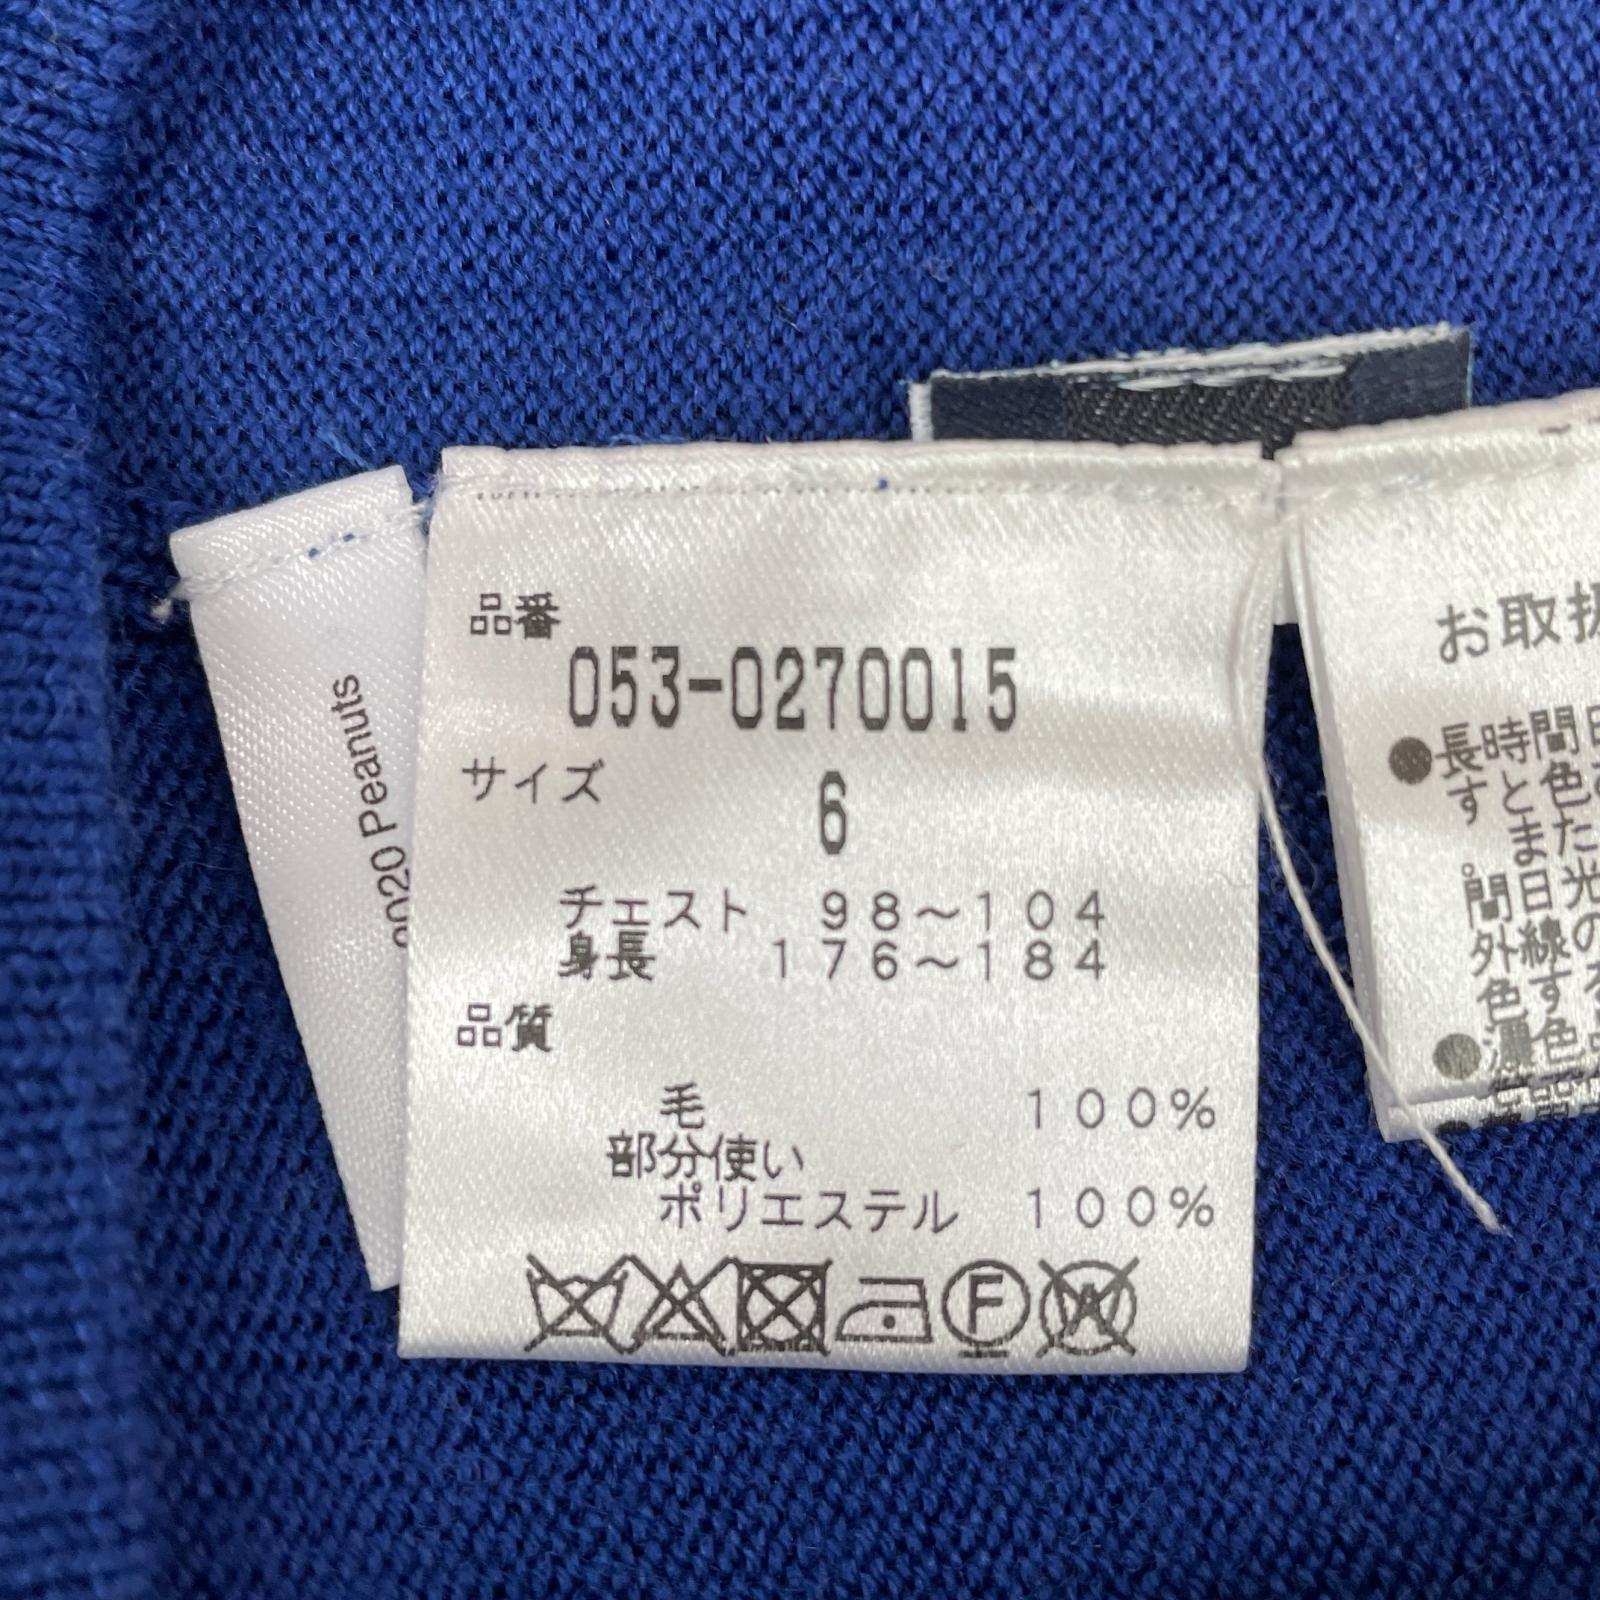 2020 Peanuts
品番
053-0270015
サイズ
6
チェスト 98～104
身長 176～184
品質
毛 100%
部分使い
ポリエステル 100%
F
W
お取扱
●長時間
すとま
間日光
外線の
色する
●濃色